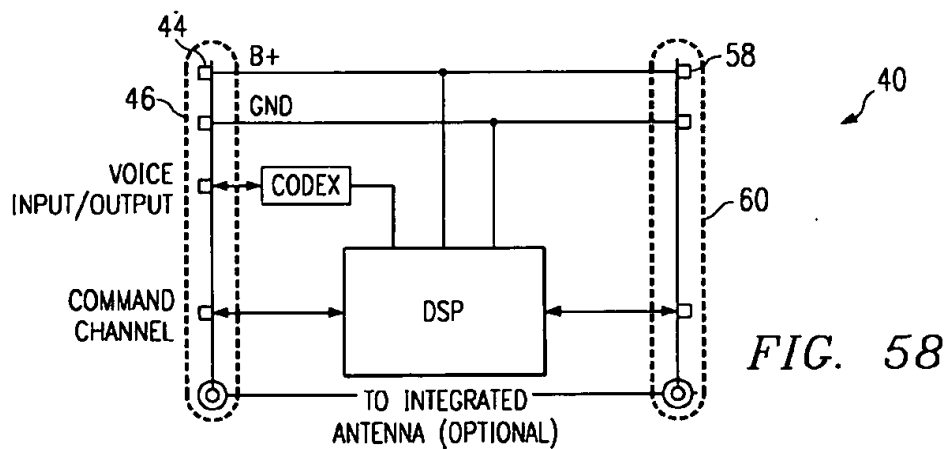 44
B+
58
46
GND
40
VOICE
INPUT/OUTPUT
CODEX
60
COMMAND
CHANNEL
DSP
FIG. 58
TO INTEGRATED
ANTENNA (OPTIONAL)